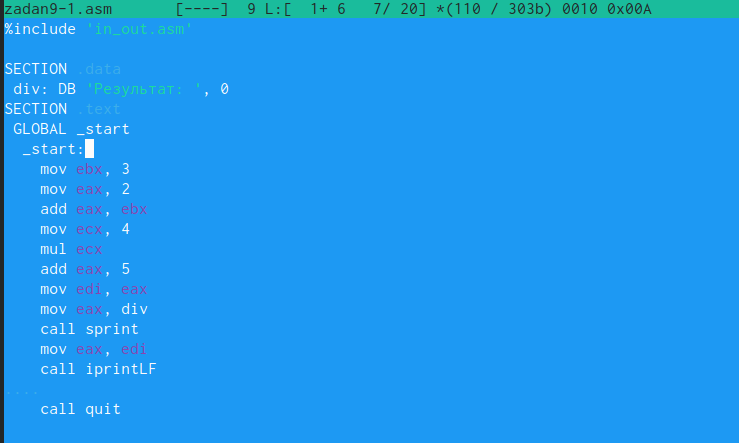 zadan9-1.asm [----] 9 L:[ 1+ 6 7/ 20] *(110 / 303b) 0010 0x00A
%include 'in_out.asm'
SECTION .data
div: DB 'Результат: ', 0
SECTION .text
GLOBAL _start
_start:
mov ebx, 3
mov eax, 2
add eax, ebx
mov ecx, 4
mul ecx
add eax, 5
mov edi, eax
mov eax, div
call sprint
mov eax, edi
call iprintLF
....
call quit